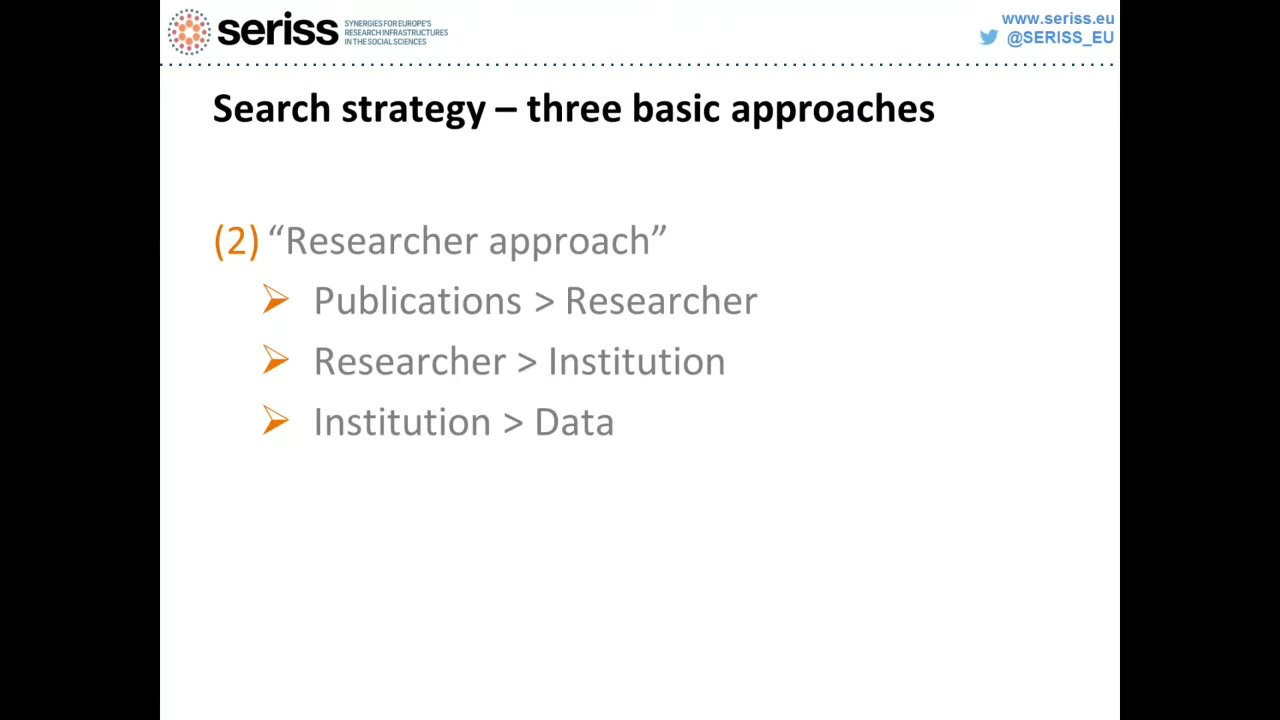 seriss
SYNERGIES FOR EUROPE'S
RESEARCH INFRASTRUCTURES
IN THE SOCIAL SCIENCES
www.seriss.eu
@SERISS_EU
Search strategy – three basic approaches
(2) “Researcher approach”
➢ Publications > Researcher
➢ Researcher > Institution
➢ Institution > Data